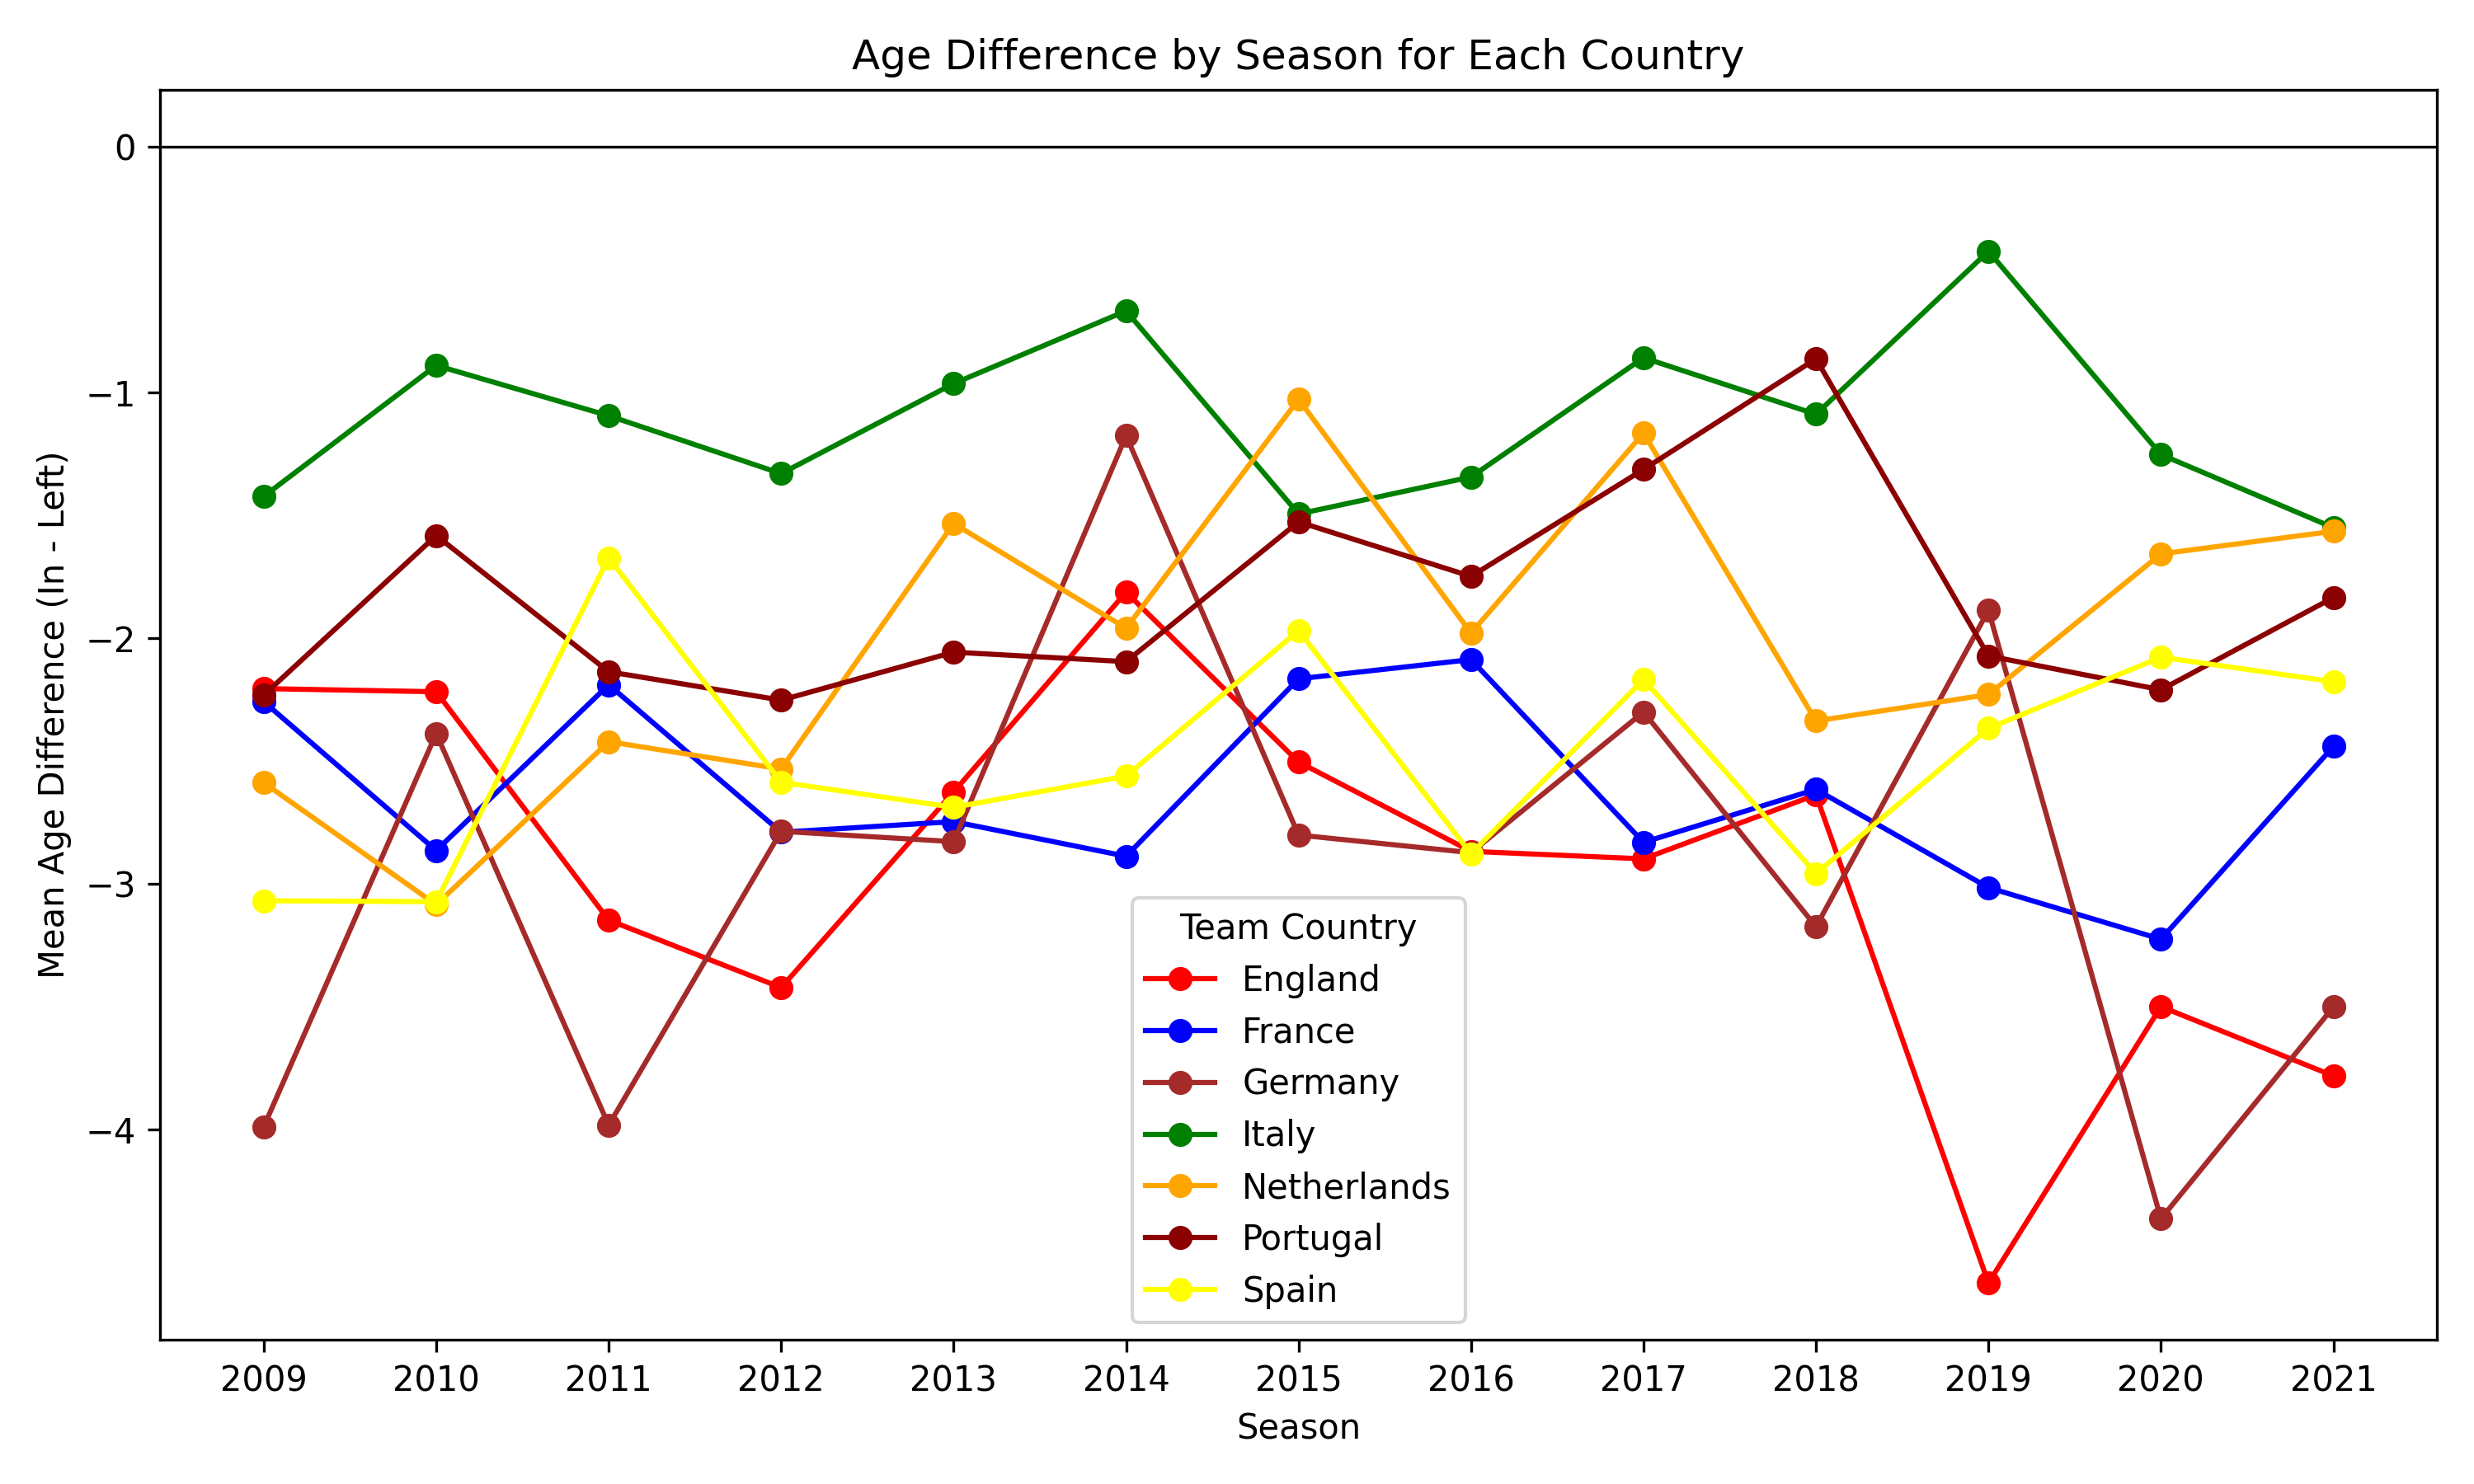 Age Difference by Season for Each Country
Mean Age Difference (In - Left)
0
−1
−2
−3
−4
Team Country
England
France
Germany
Italy
Netherlands
Portugal
Spain
2009 2010 2011 2012 2013 2014 2015 2016 2017 2018 2019 2020 2021
Season